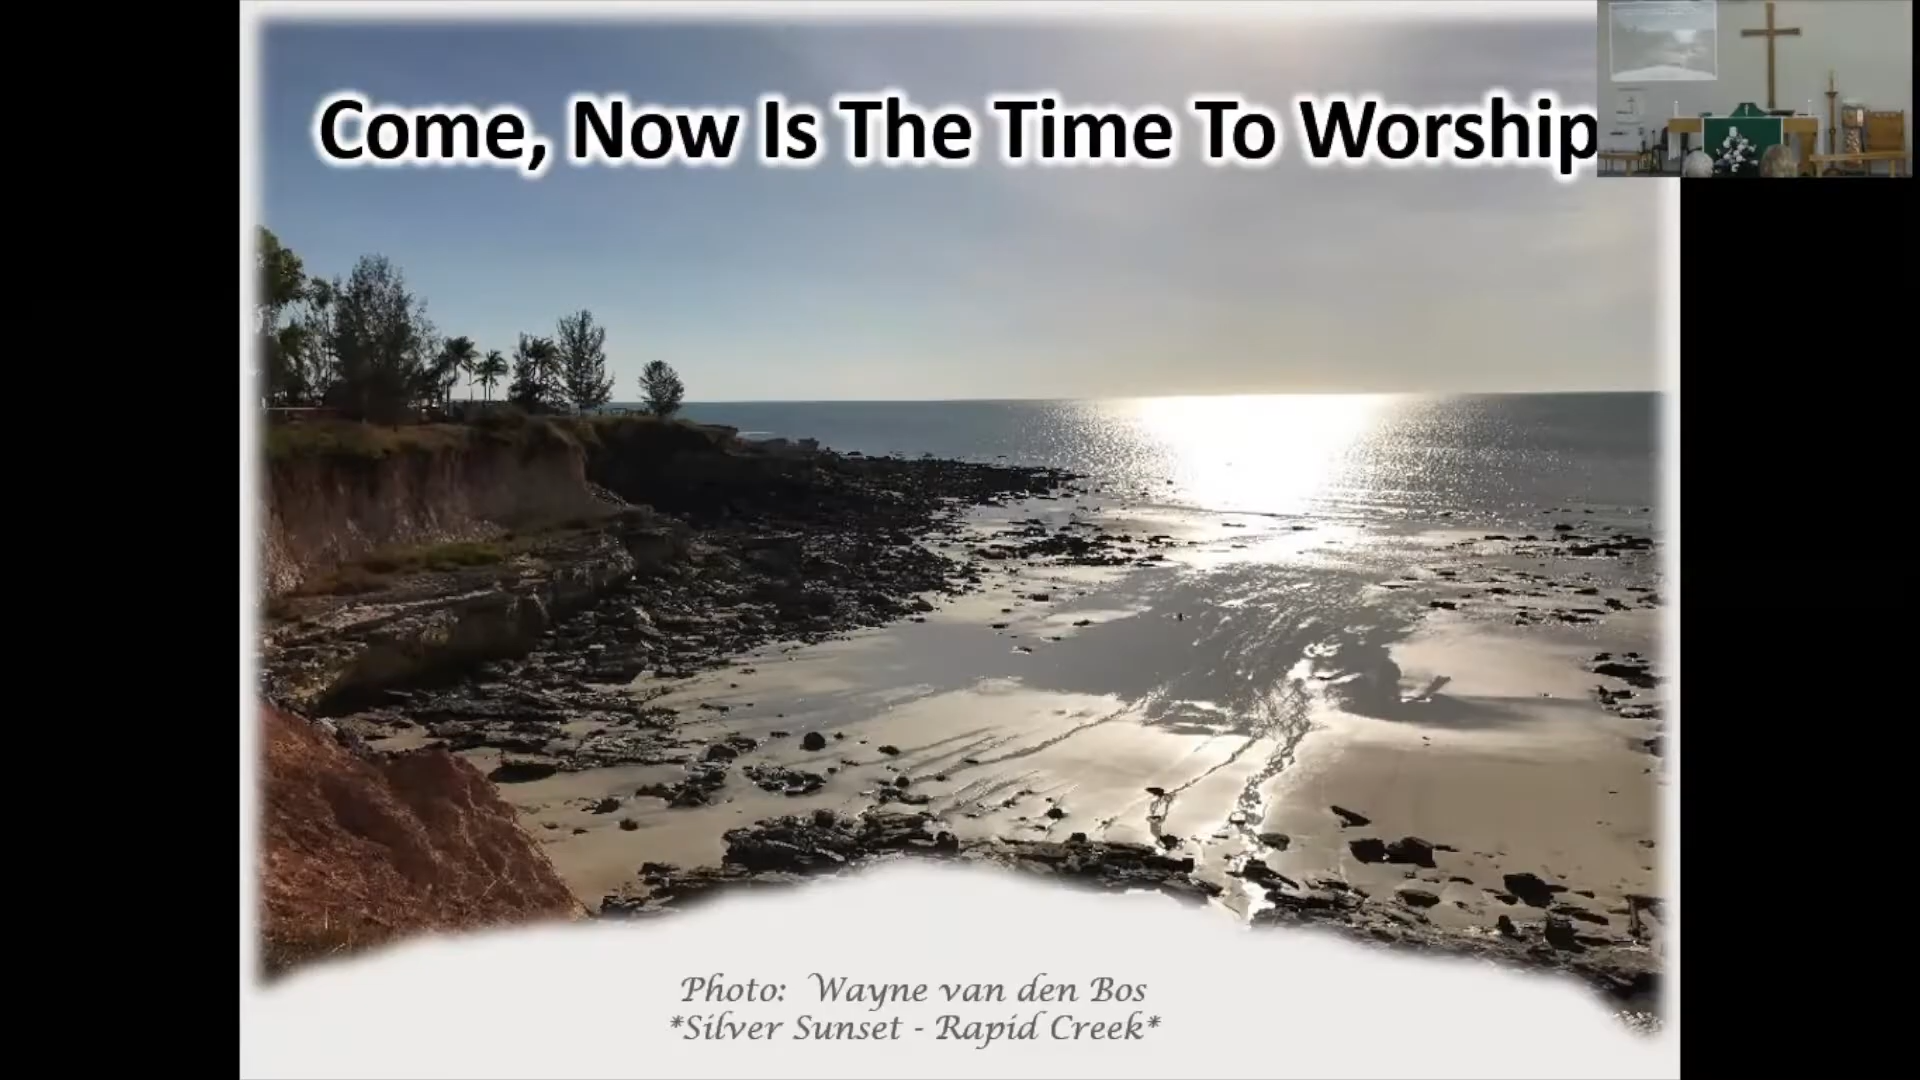 Come, Now Is The Time To Worship
Photo: Wayne van den Bos
*Silver Sunset - Rapid Creek*